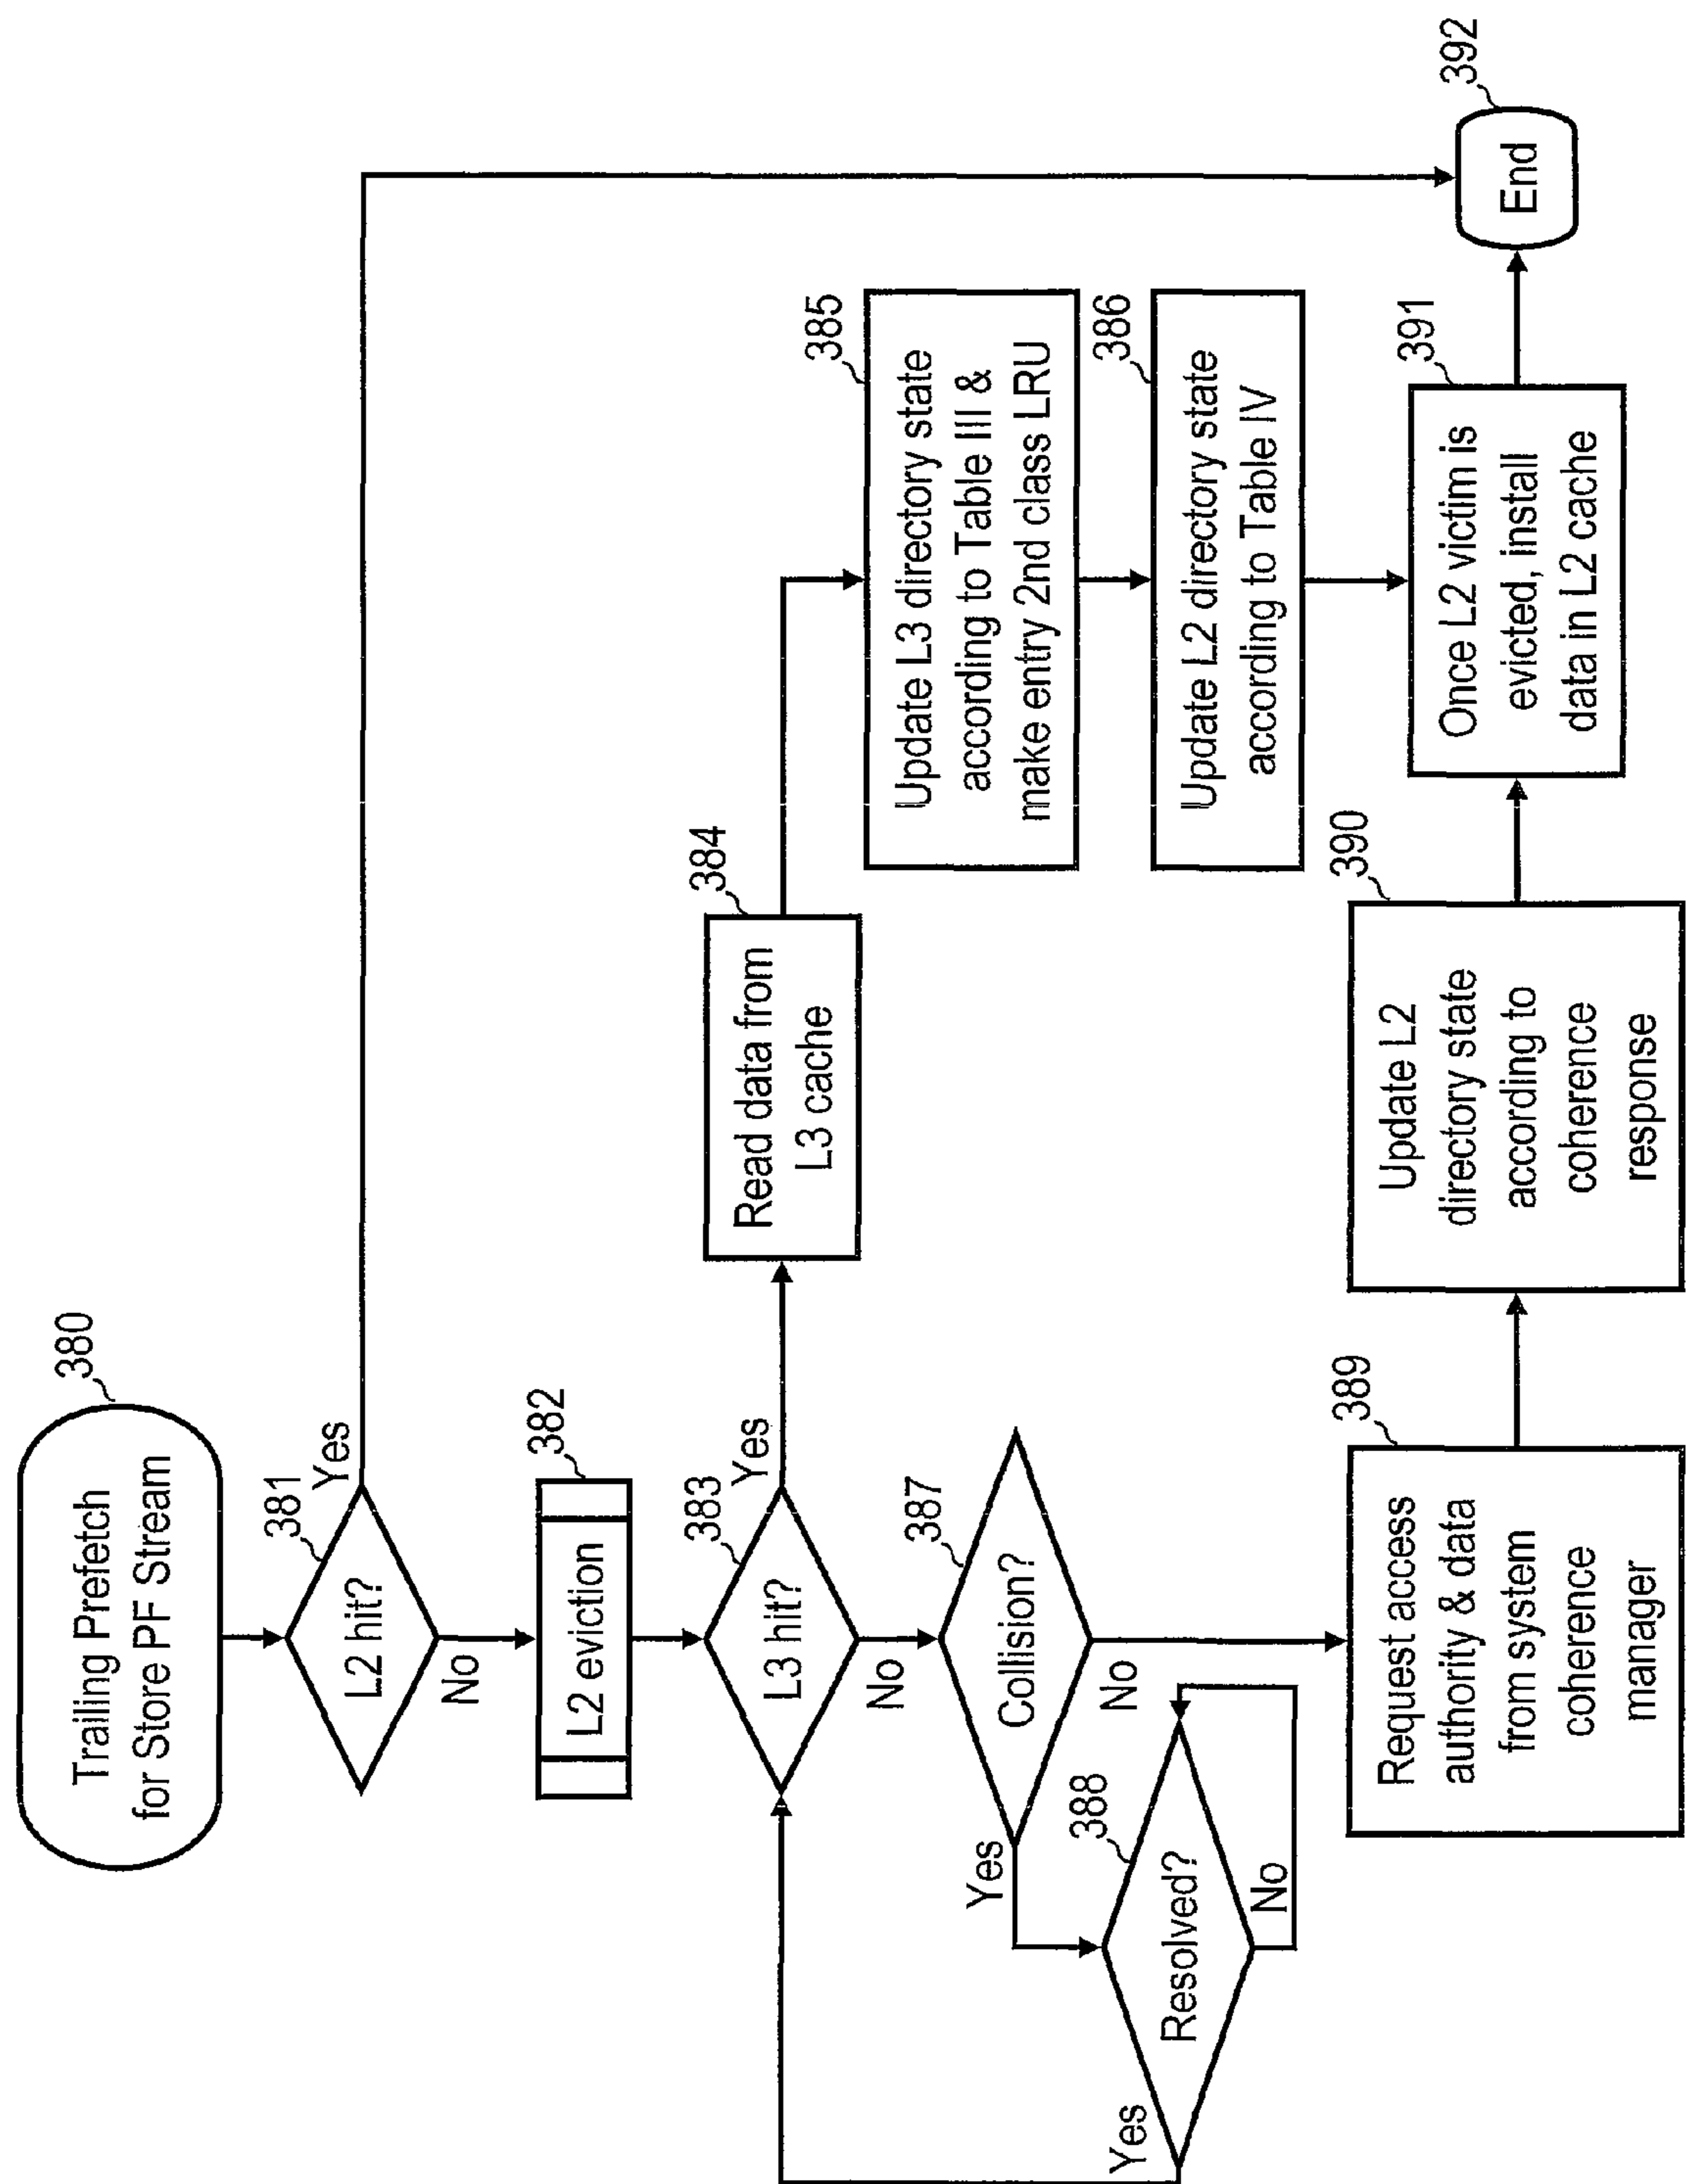 380
Trailing Prefetch
for Store PF Stream
381
L2 hit?
Yes
No
382
L2 eviction
383
L3 hit?
Yes
No
384
Read data from
L3 cache
385
Update L3 directory state
according to Table III &
make entry 2nd class LRU
386
Update L2 directory state
according to Table IV
387
Collision?
Yes
No
388
Resolved?
Yes
No
389
Request access
authority & data
from system
coherence
manager
390
Update L2
directory state
according to
coherence
response
391
Once L2 victim is
evicted, install
data in L2 cache
392
End